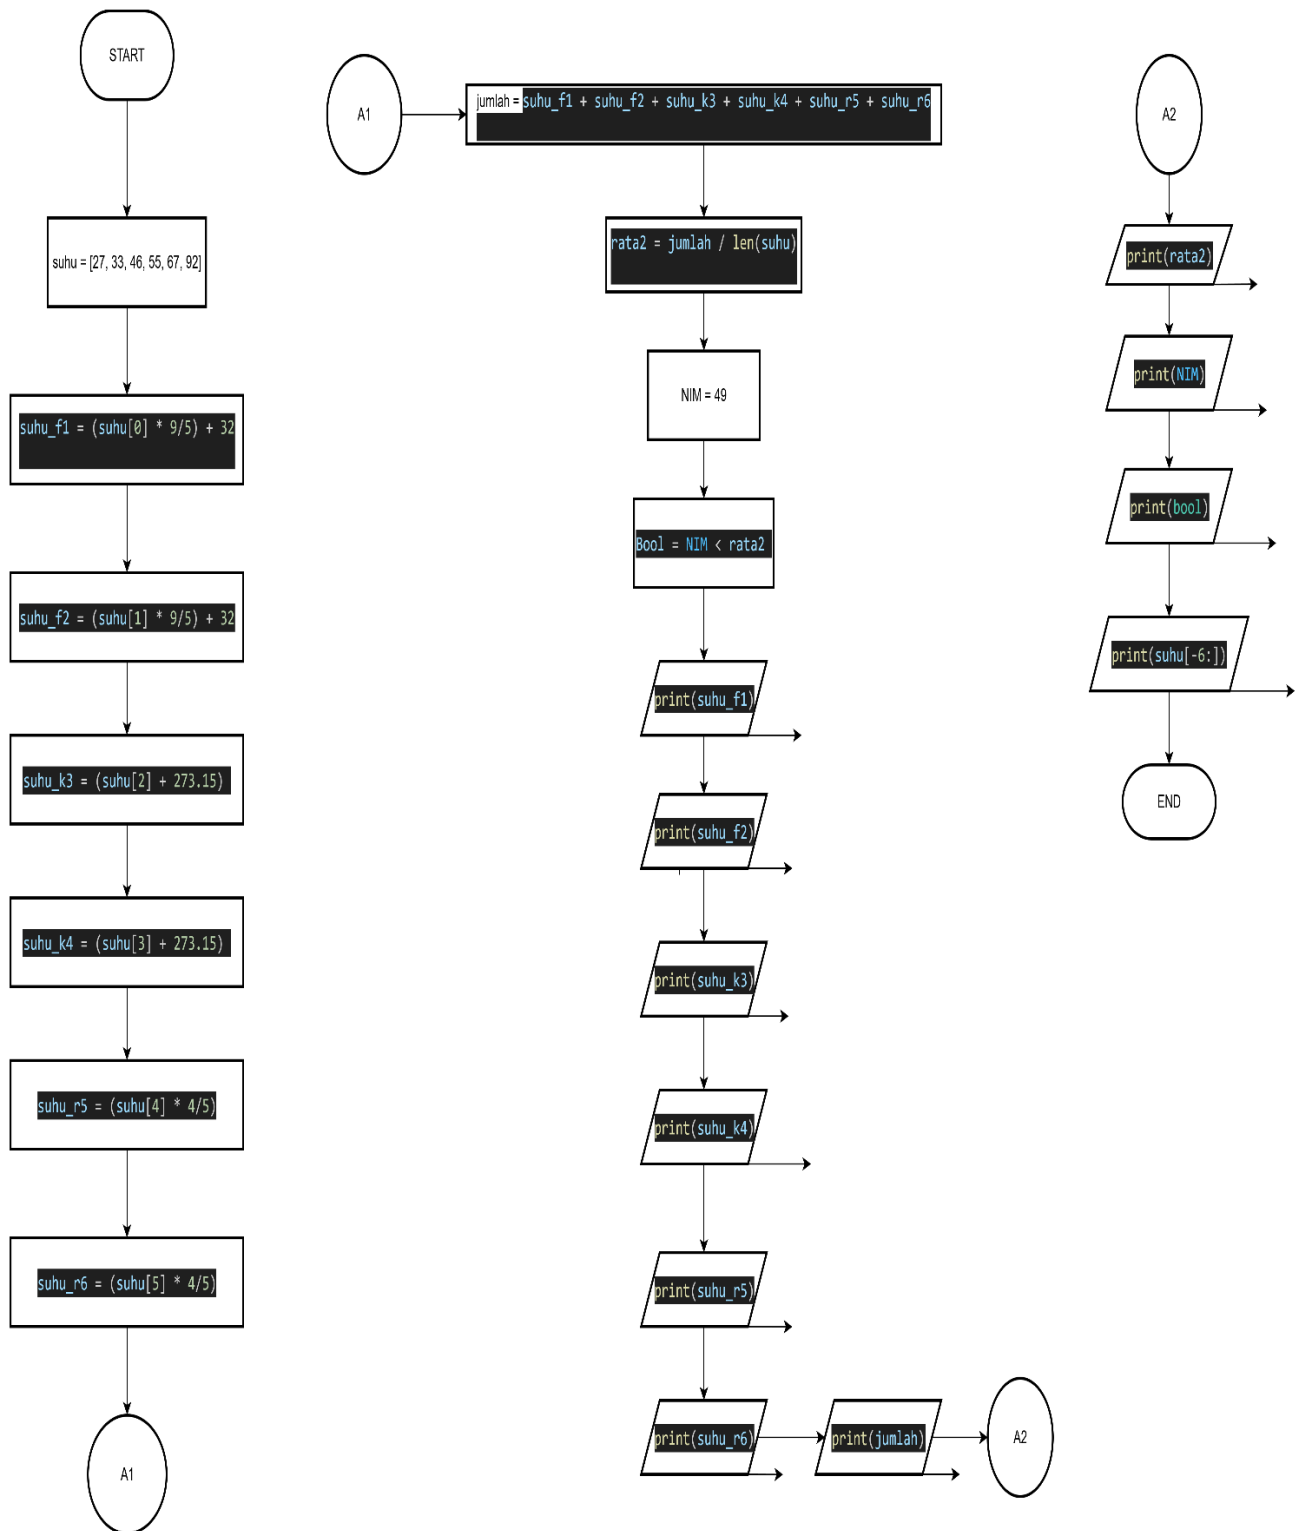 START
suhu = [27, 33, 46, 55, 67, 92]
suhu_f1 = (suhu[0] * 9/5) + 32
suhu_f2 = (suhu[1] * 9/5) + 32
suhu_k3 = (suhu[2] + 273.15)
suhu_k4 = (suhu[3] + 273.15)
suhu_r5 = (suhu[4] * 4/5)
suhu_r6 = (suhu[5] * 4/5)
A1
A1
jumlah = suhu_f1 + suhu_f2 + suhu_k3 + suhu_k4 + suhu_r5 + suhu_r6
rata2 = jumlah / len(suhu)
NIM = 49
Bool = NIM < rata2
print(suhu_f1)
print(suhu_f2)
print(suhu_k3)
print(suhu_k4)
print(suhu_r5)
print(suhu_r6)
print(jumlah)
A2
A2
print(rata2)
print(NIM)
print(bool)
print(suhu[-6:])
END